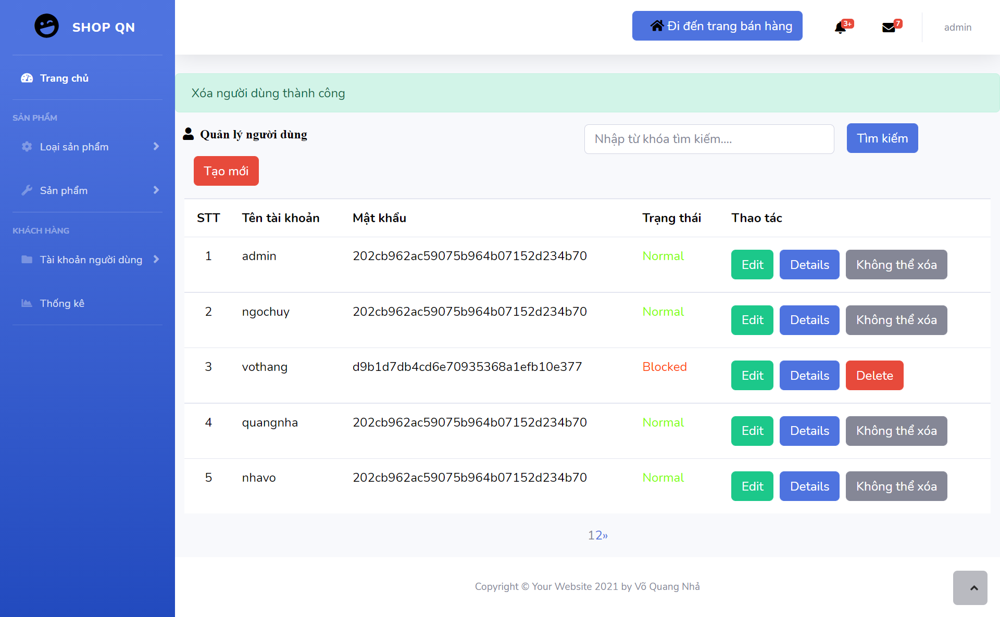 SHOP QN
Đi đến trang bán hàng
3+
7
admin
Trang chủ
SẢN PHẨM
Loại sản phẩm
Sản phẩm
KHÁCH HÀNG
Tài khoản người dùng
Thống kê
Xóa người dùng thành công
Quản lý người dùng
Nhập từ khóa tìm kiếm....
Tìm kiếm
Tạo mới
STT Tên tài khoản Mật khẩu Trạng thái Thao tác
1 admin 202cb962ac59075b964b07152d234b70 Normal Edit Details Không thể xóa
2 ngochuy 202cb962ac59075b964b07152d234b70 Normal Edit Details Không thể xóa
3 vothang d9b1d7db4cd6e70935368a1efb10e377 Blocked Edit Details Delete
4 quangnha 202cb962ac59075b964b07152d234b70 Normal Edit Details Không thể xóa
5 nhavo 202cb962ac59075b964b07152d234b70 Normal Edit Details Không thể xóa
12»
Copyright © Your Website 2021 by Võ Quang Nhả